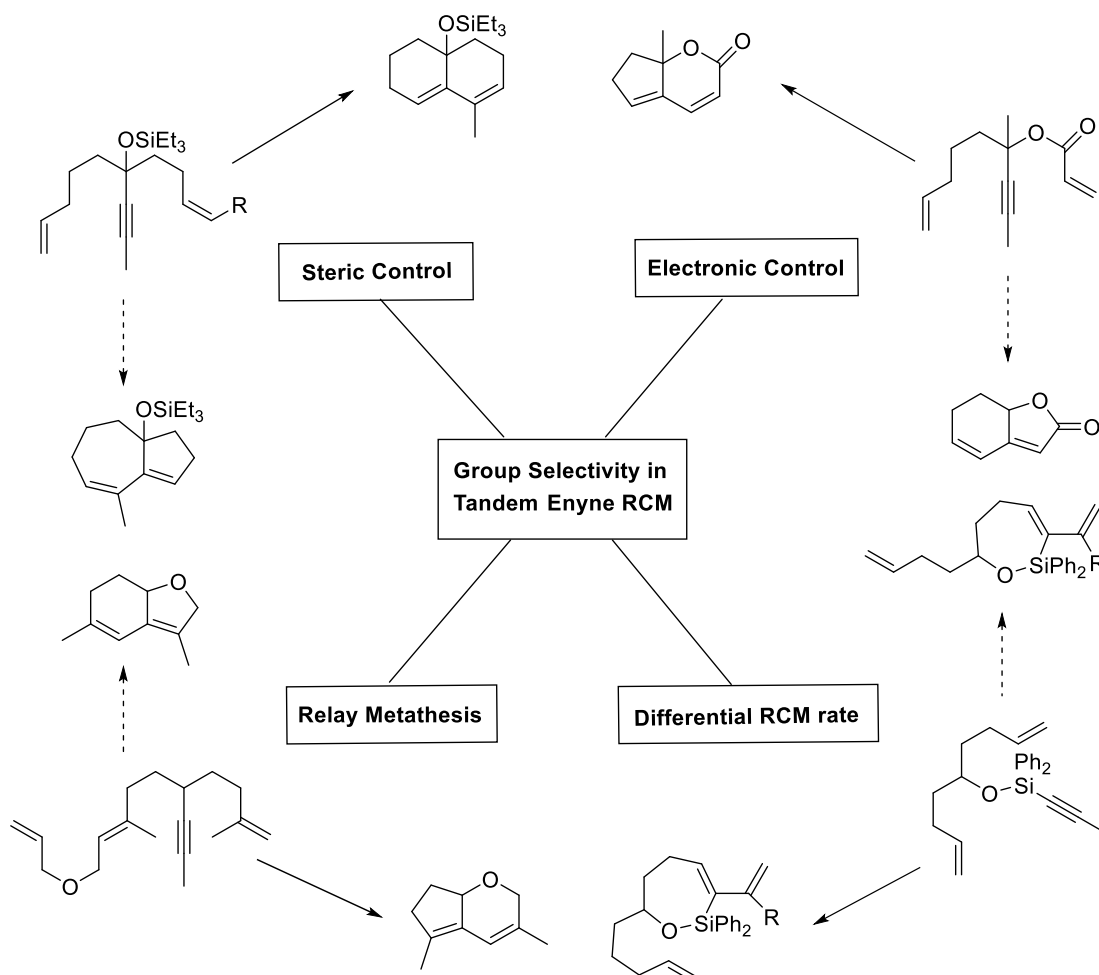 OSiEt3
O
O
OSiEt3
R
O
O
Steric Control
Electronic Control
OSiEt3
O
O
Group Selectivity in
Tandem Enyne RCM
R
O
SiPh2
O
Relay Metathesis
Differential RCM rate
Ph2
O
Si
O
O
R
O
SiPh2